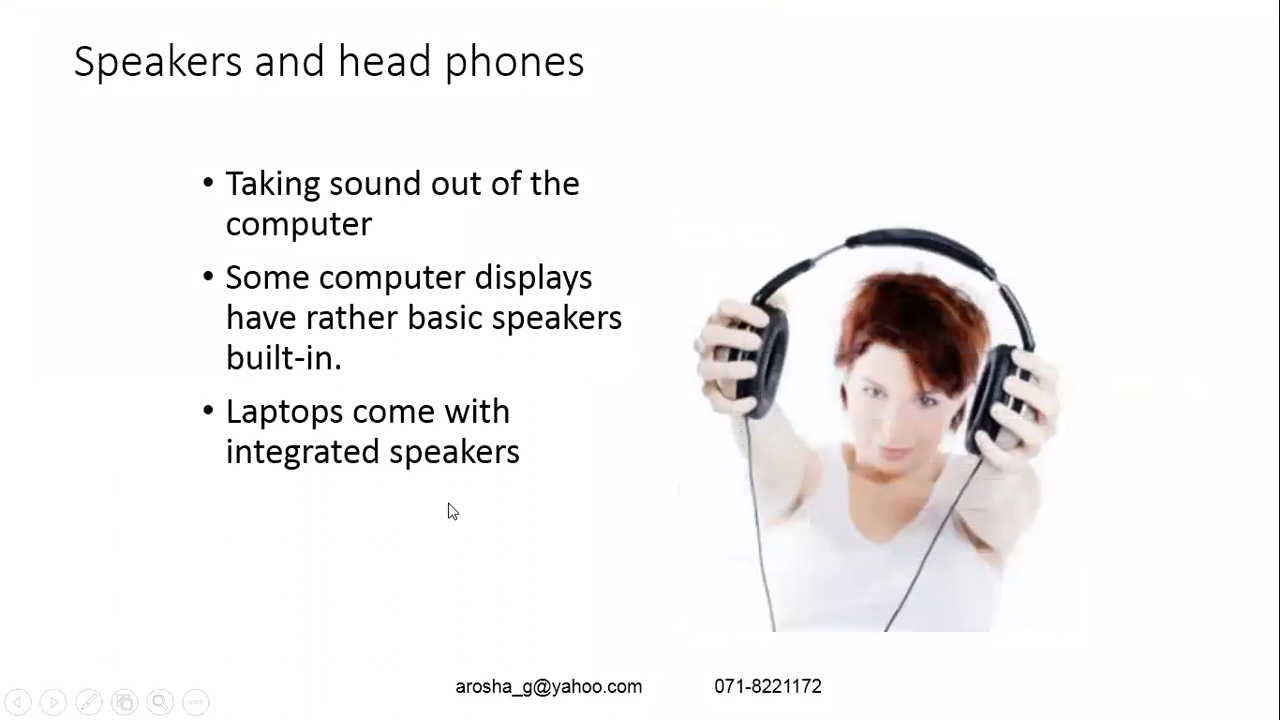 Speakers and head phones
• Taking sound out of the
computer
• Some computer displays
have rather basic speakers
built-in.
• Laptops come with
integrated speakers
arosha_g@yahoo.com 071-8221172